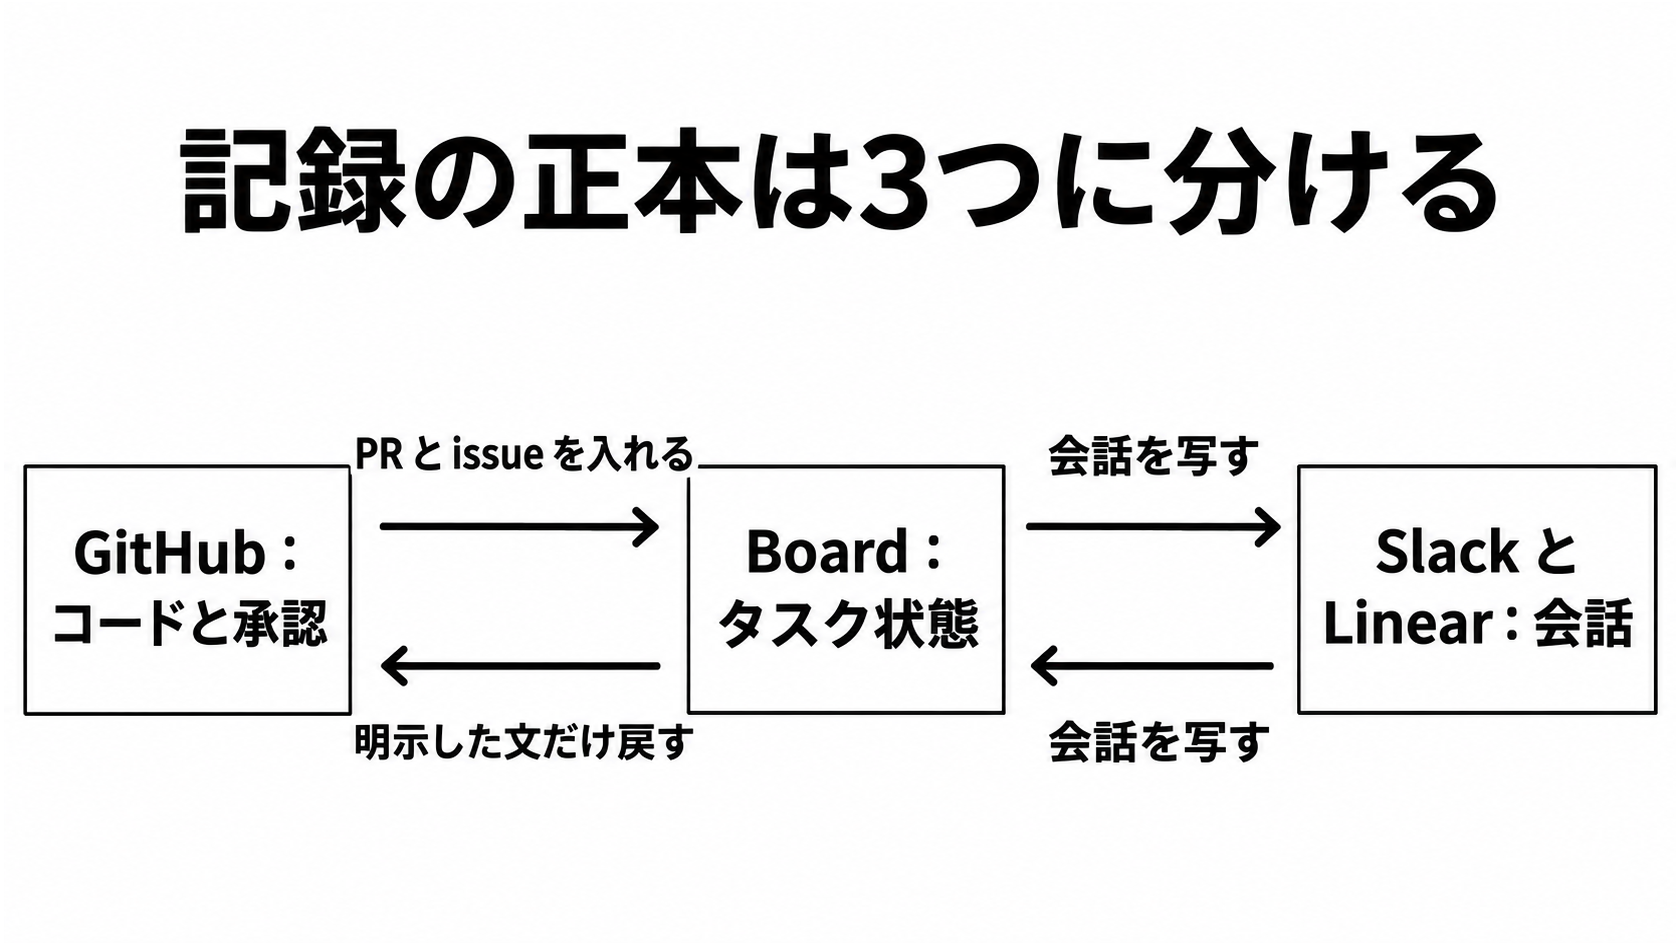 記録の正本は3つに分ける
PR と issue を入れる
会話を写す
GitHub：
コードと承認
Board：
タスク状態
Slack と
Linear：会話
明示した文だけ戻す
会話を写す